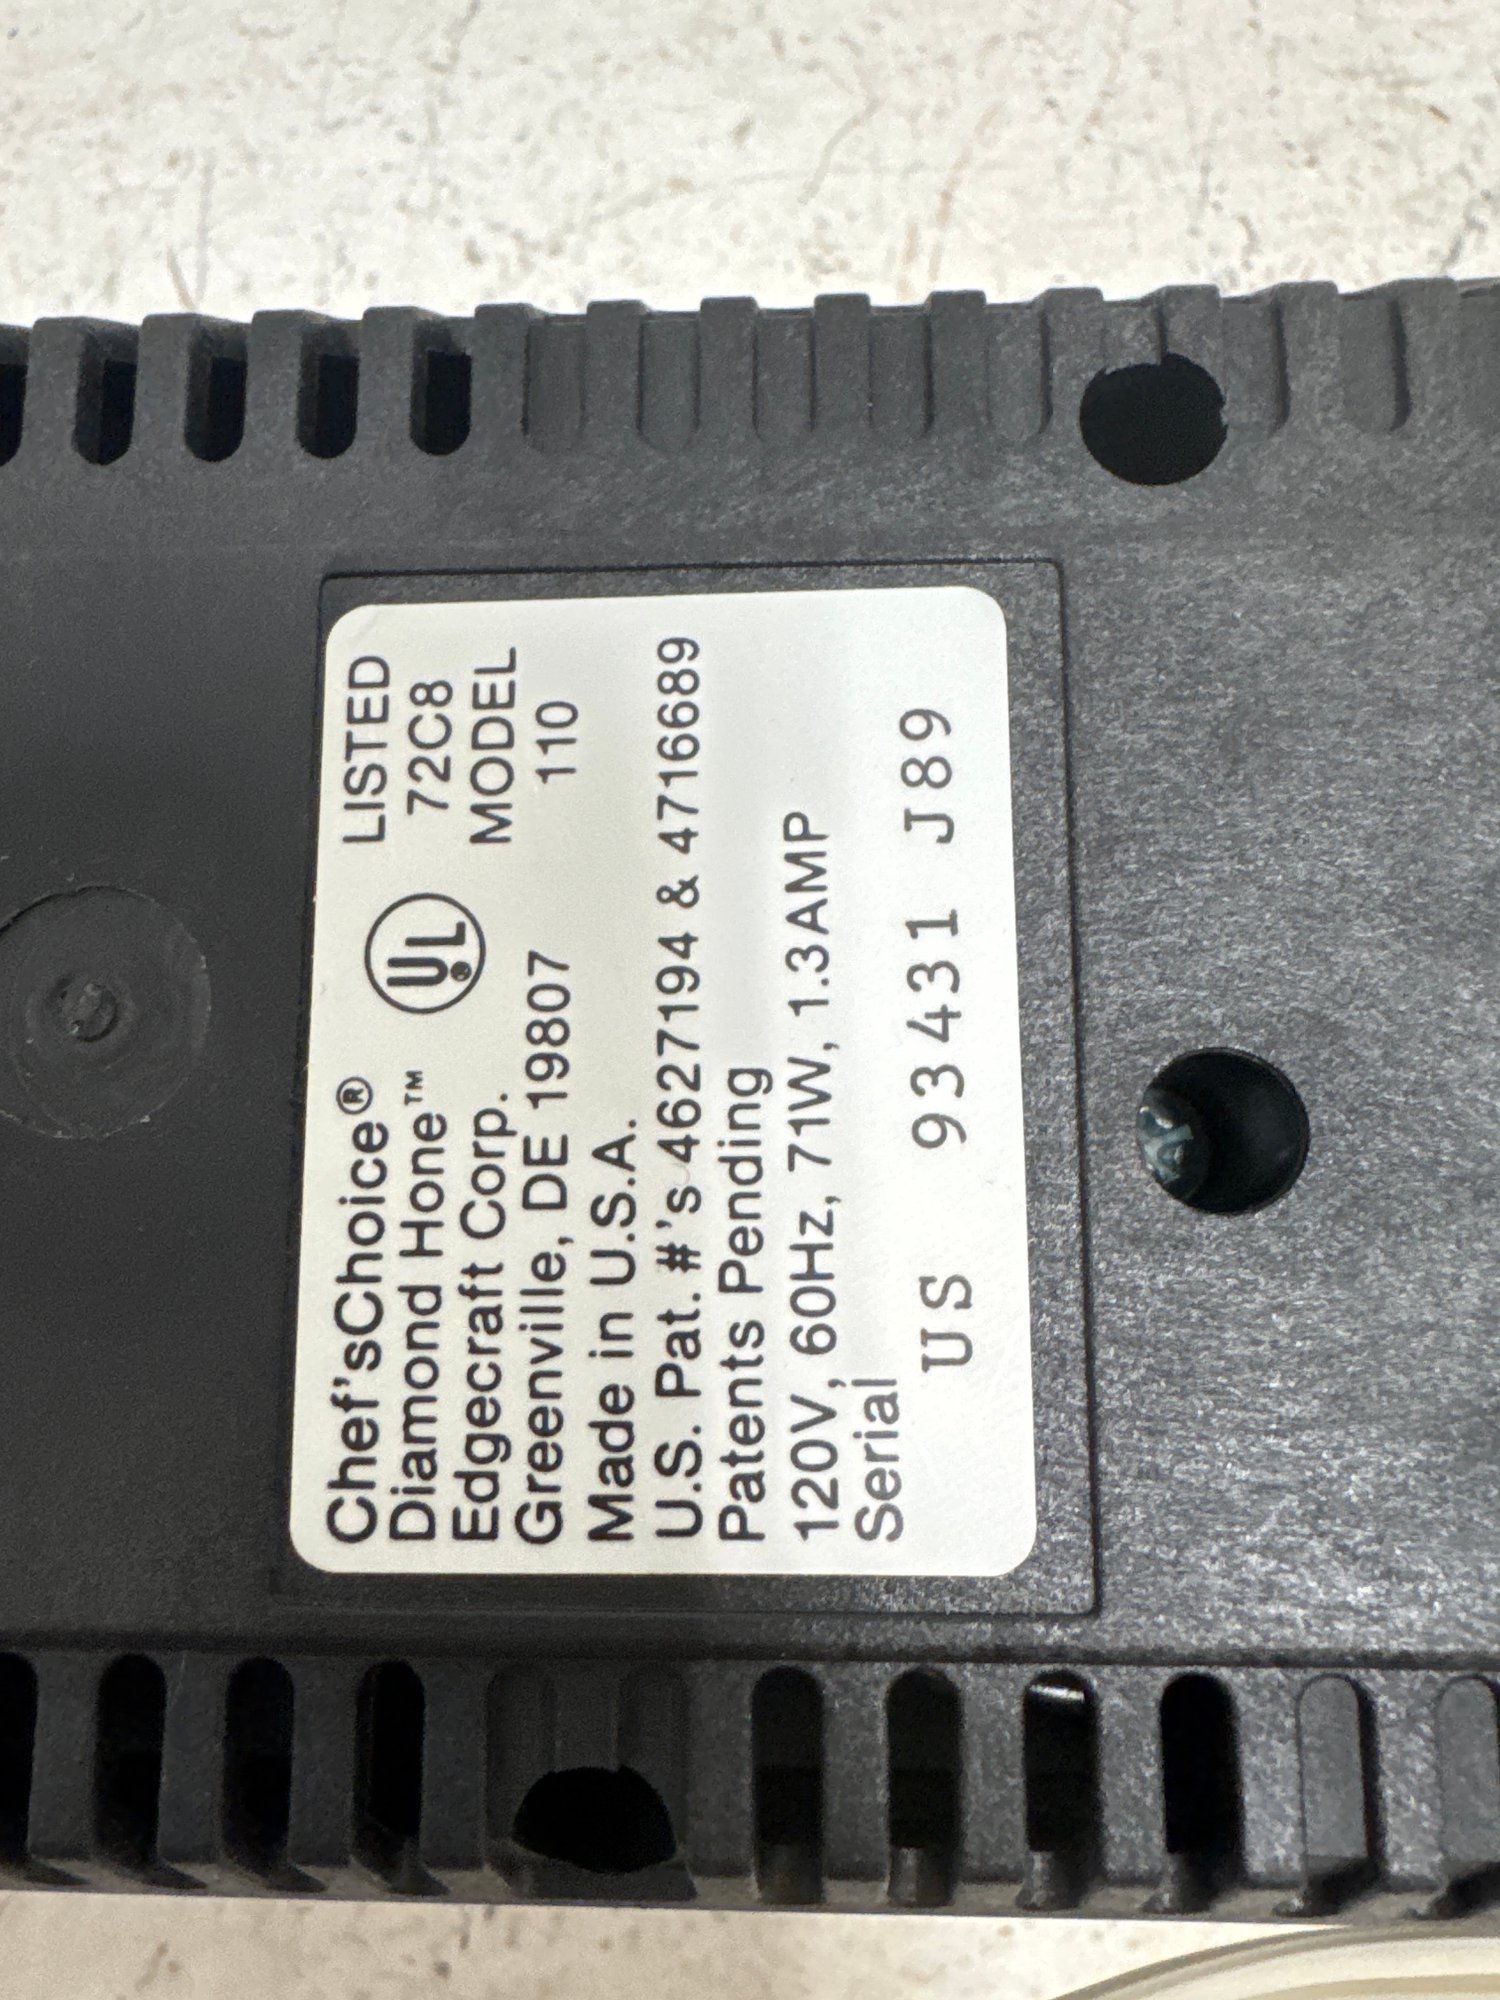 Chef'sChoice® LISTED
Diamond Hone™ UL® 72C8
Edgecraft Corp. MODEL
Greenville, DE 19807 110
Made in U.S.A.
U.S. Pat. #'s 4627194 & 4716689
Patents Pending
120V, 60Hz, 71W, 1.3AMP
Serial
US 93431 J89